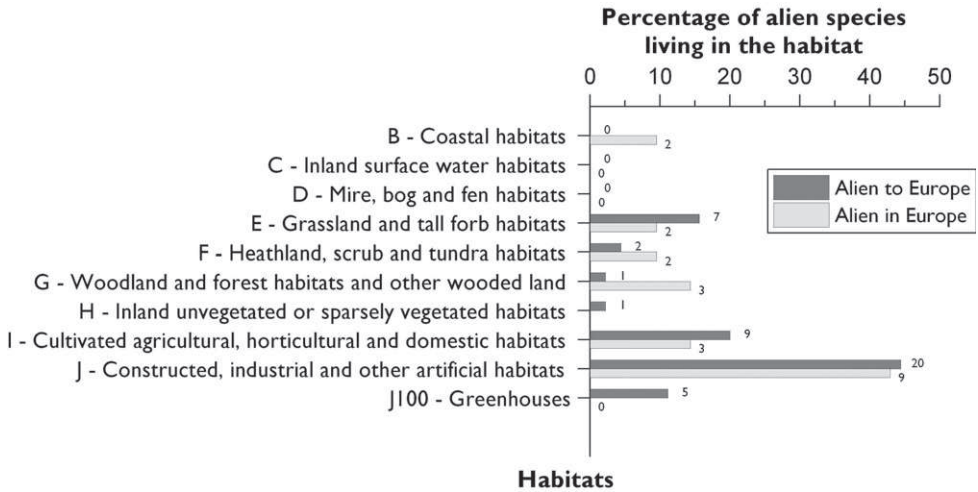 Percentage of alien species
living in the habitat
0 10 20 30 40 50
B - Coastal habitats 0
2
C - Inland surface water habitats 0
0
D - Mire, bog and fen habitats 0
0
E - Grassland and tall forb habitats 7
2
F - Heathland, scrub and tundra habitats 2
2
G - Woodland and forest habitats and other wooded land 1
3
H - Inland unvegetated or sparsely vegetated habitats 1
I - Cultivated agricultural, horticultural and domestic habitats 9
3
J - Constructed, industrial and other artificial habitats 20
9
J100 - Greenhouses 5
0
Alien to Europe
Alien in Europe
Habitats